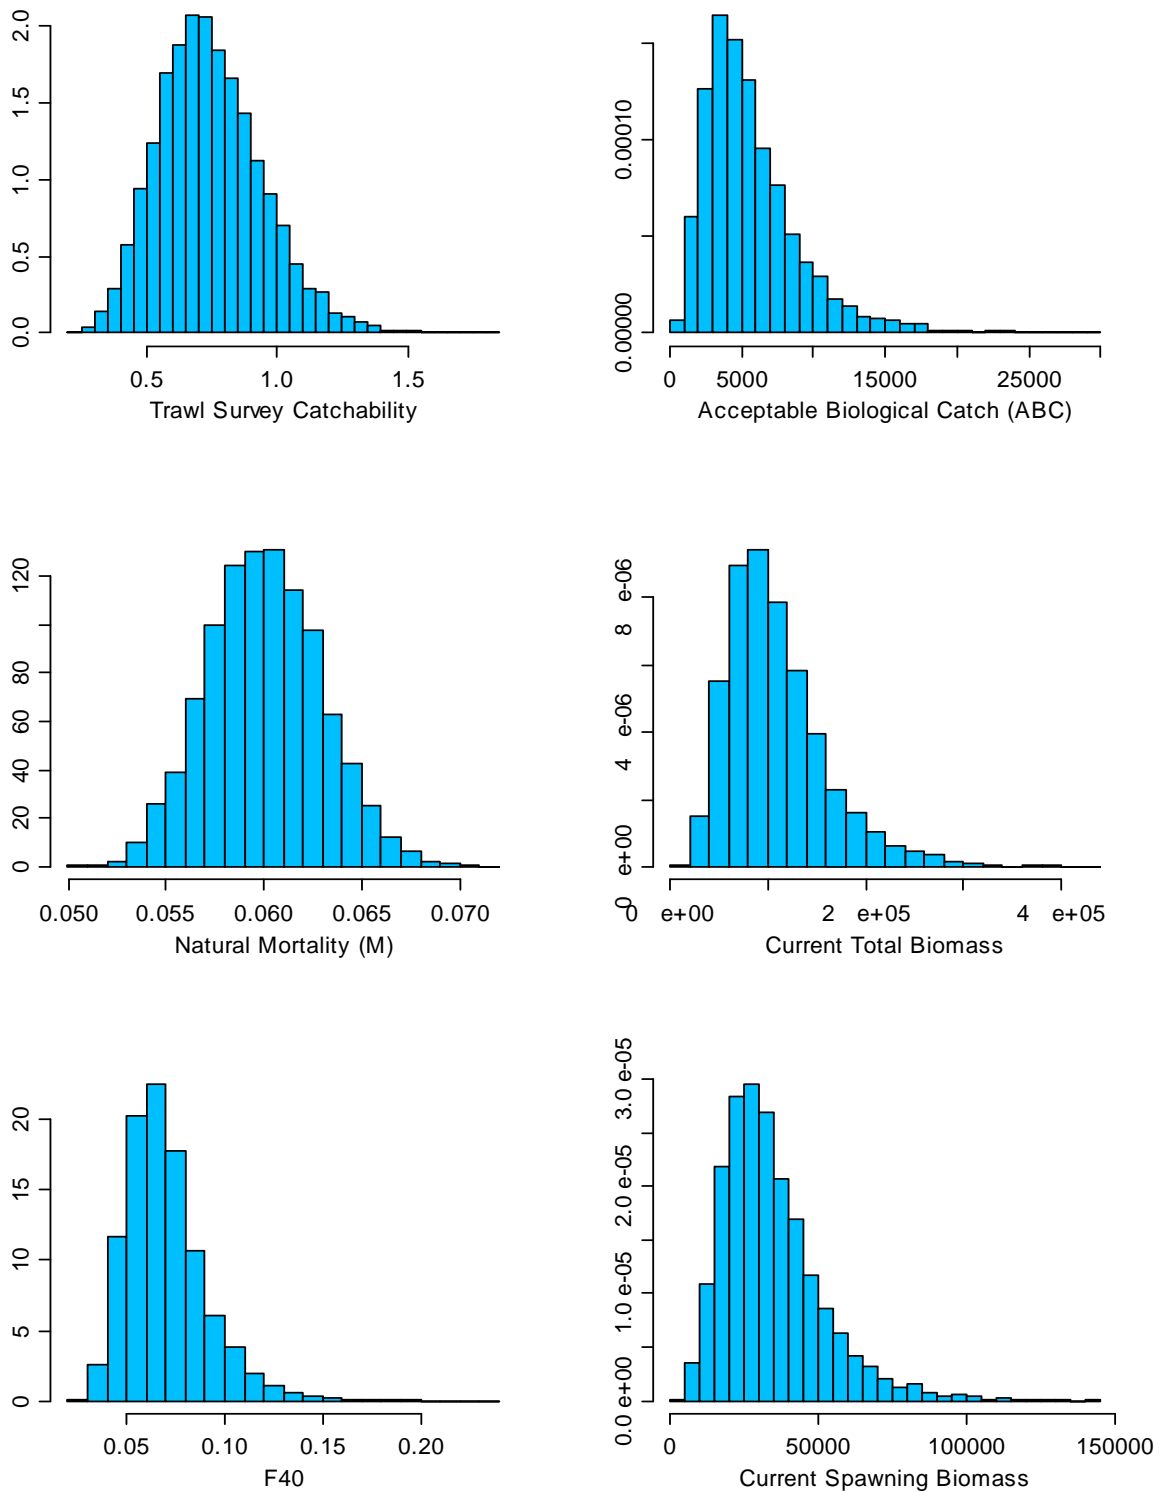 2.0
1.5
1.0
0.5
0.0
0.5 1.0 1.5
Trawl Survey Catchability
0.00010
0.00000
0 5000 15000 25000
Acceptable Biological Catch (ABC)
120
80
60
40
20
0
0.050 0.055 0.060 0.065 0.070
Natural Mortality (M)
8 e-06
4 e-06
0 e+00
0 e+00 2 e+05 4 e+05
Current Total Biomass
20
15
10
5
0
0.05 0.10 0.15 0.20
F40
3.0 e-05
2.0 e-05
1.0 e-05
0.0 e+00
0 50000 100000 150000
Current Spawning Biomass